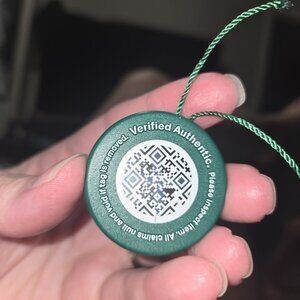 Verified Authentic. Please inspect item. All claims null and void if tag is removed.